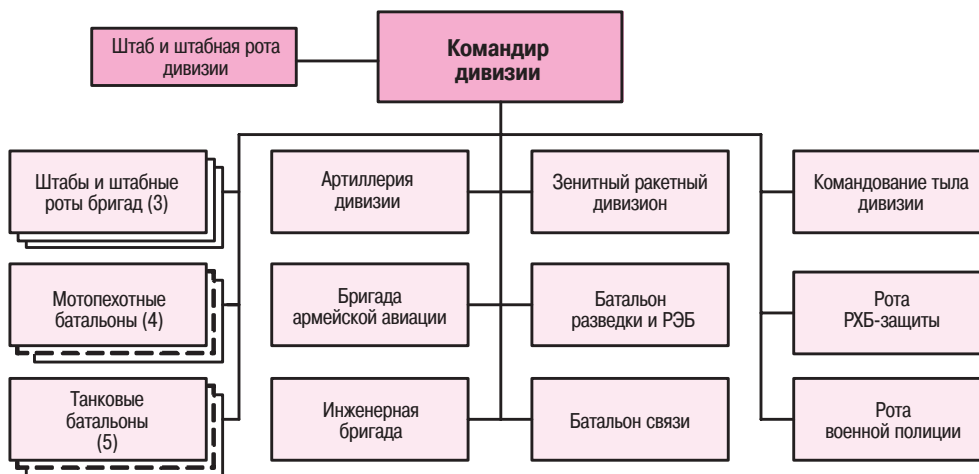 Штаб и штабная рота
дивизии
Командир
дивизии
Штабы и штабные
роты бригад (3)
Артиллерия
дивизии
Зенитный ракетный
дивизион
Командование тыла
дивизии
Мотопехотные
батальоны (4)
Бригада
армейской авиации
Батальон
разведки и РЭБ
Рота
РХБ-защиты
Танковые
батальоны
(5)
Инженерная
бригада
Батальон связи
Рота
военной полиции